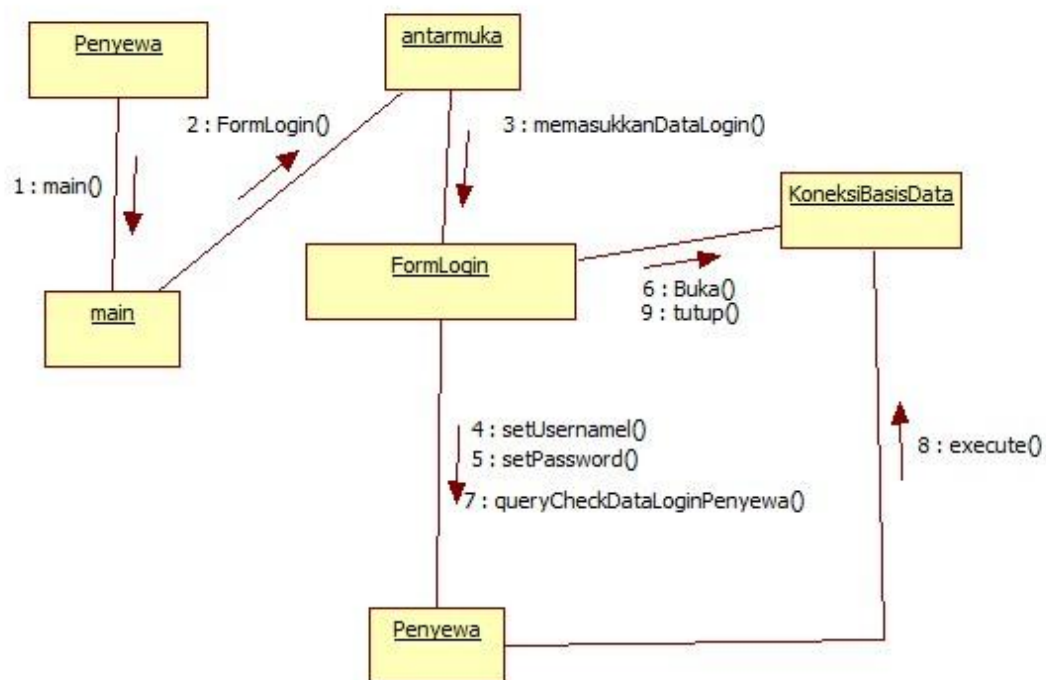 Penyewa
antarmuka
2 : FormLogin()
3 : memasukkanDataLogin()
1 : main()
KoneksiBasisData
FormLogin
main
6 : Buka()
9 : tutup()
4 : setUsernamel()
5 : setPassword()
8 : execute()
7 : queryCheckDataLoginPenyewa()
Penyewa